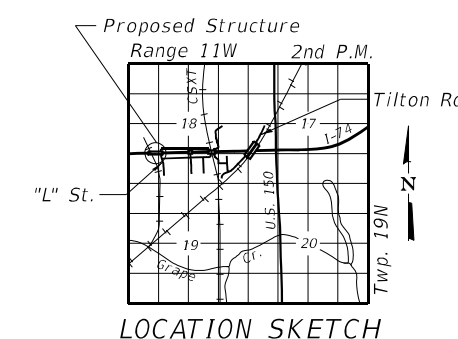 Proposed Structure
Range 11W 2nd P.M.
CSXT
Tilton
18 17
I-74
N
"L" St.
U.S. 150
Twp. 19N
19 20
Grape Cr.
LOCATION SKETCH